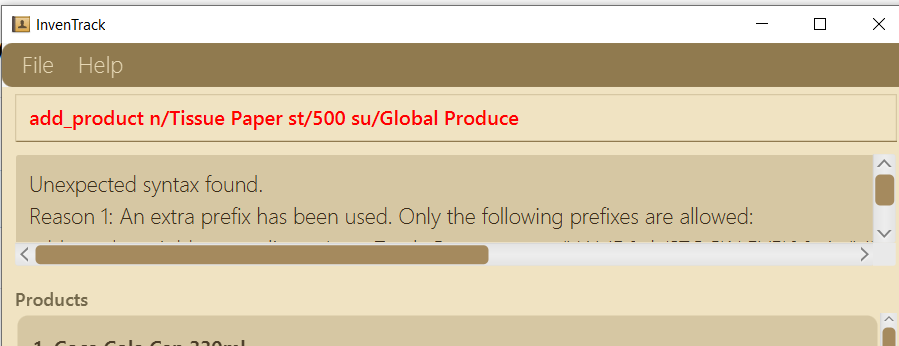 InvenTrack
File Help
add_product n/Tissue Paper st/500 su/Global Produce
Unexpected syntax found.
Reason 1: An extra prefix has been used. Only the following prefixes are allowed:
Products
1. Coca Cola Can 330ml